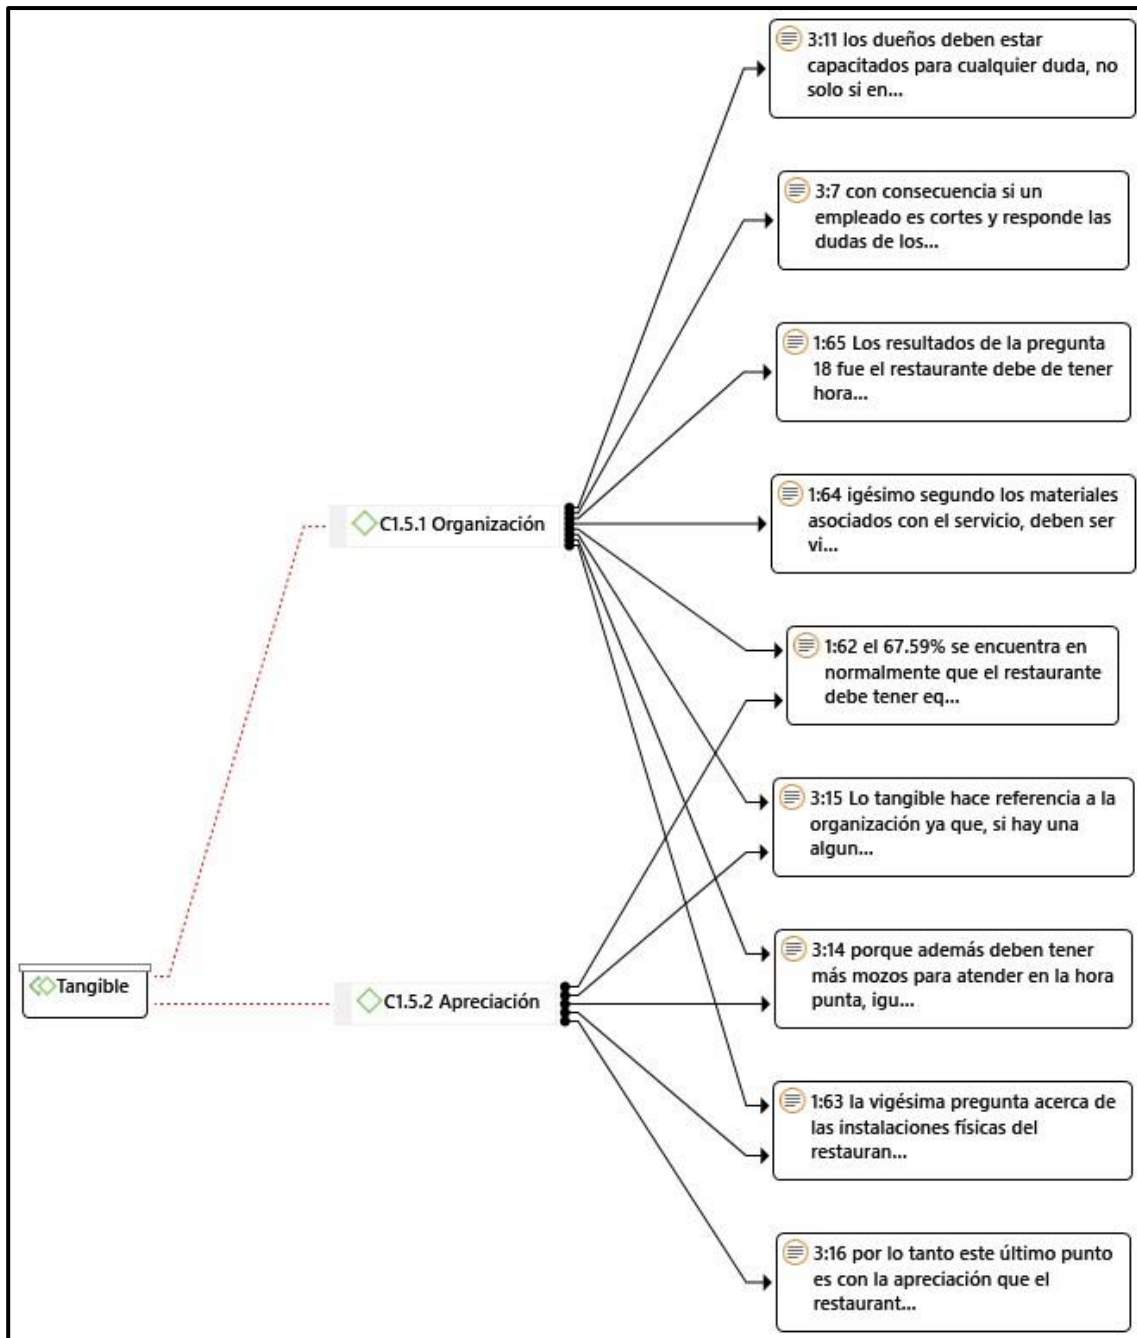 3:11 los dueños deben estar
capacitados para cualquier duda, no
solo si en...
3:7 con consecuencia si un
empleado es cortes y responde las
dudas de los...
1:65 Los resultados de la pregunta
18 fue el restaurante debe de tener
hora...
1:64 igésimo segundo los materiales
asociados con el servicio, deben ser
vi...
C1.5.1 Organización
1:62 el 67.59% se encuentra en
normalmente que el restaurante
debe tener eq...
3:15 Lo tangible hace referencia a la
organización ya que, si hay una
algun...
3:14 porque además deben tener
más mozos para atender en la hora
punta, igu...
Tangible
C1.5.2 Apreciación
1:63 la vigésima pregunta acerca de
las instalaciones físicas del
restauran...
3:16 por lo tanto este último punto
es con la apreciación que el
restaurant...